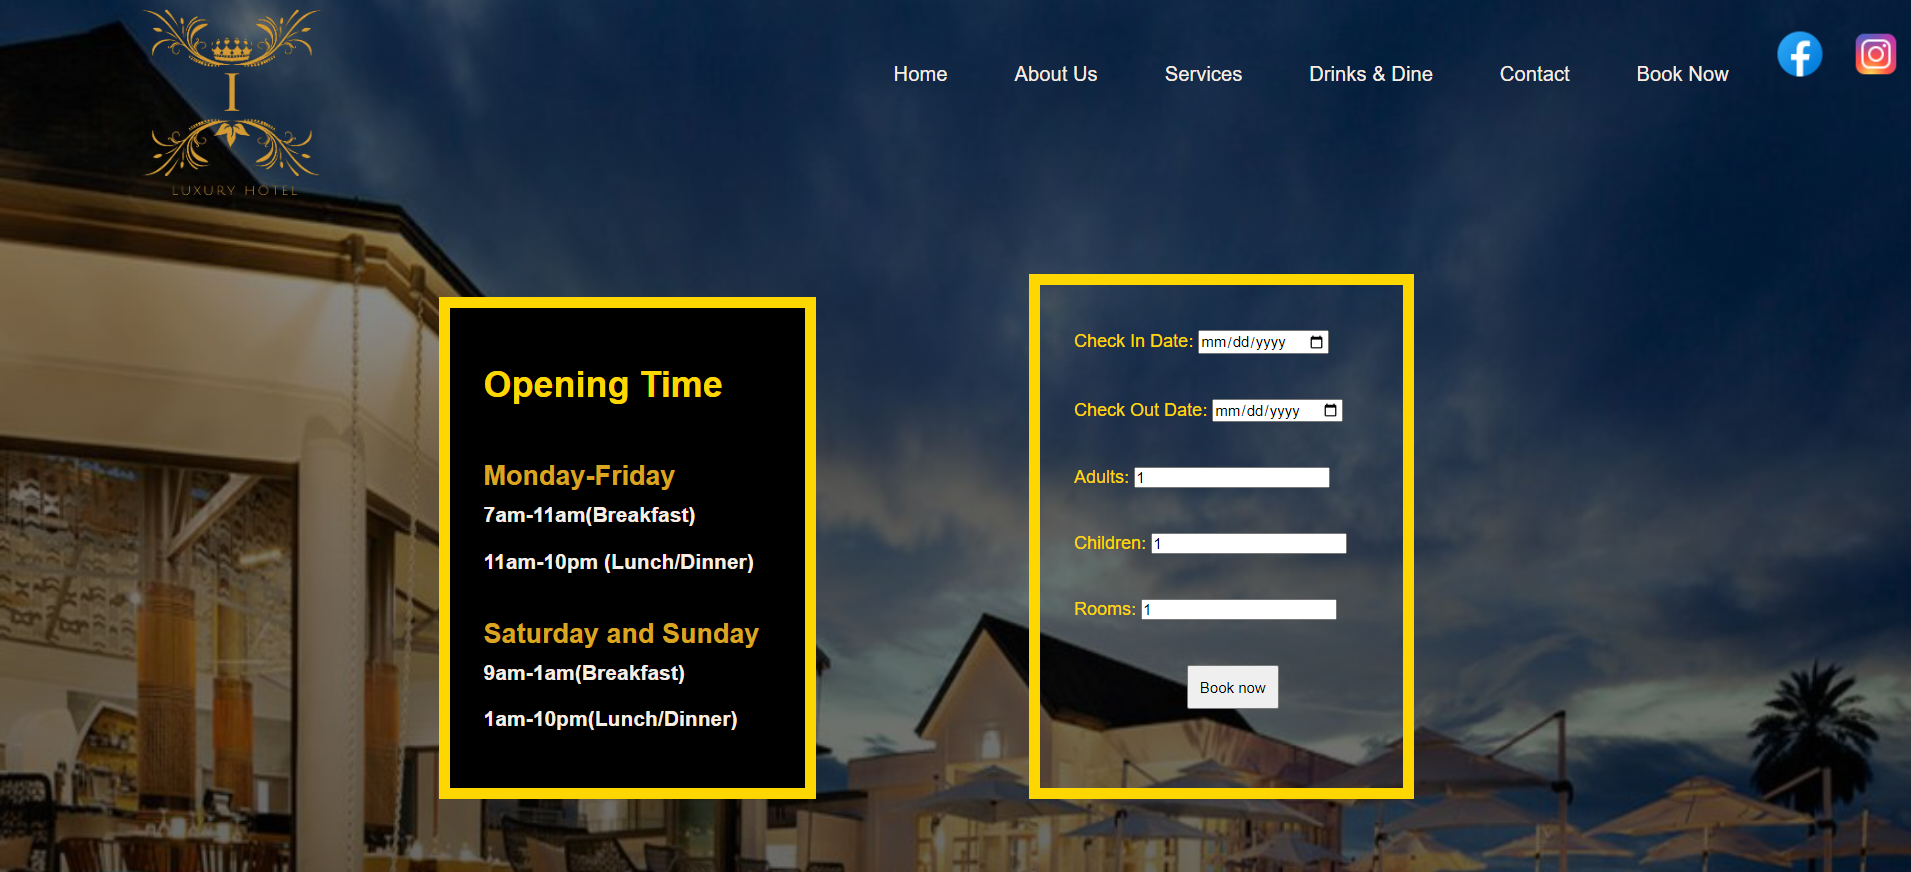 I
LUXURY HOTEL
Home
About Us
Services
Drinks & Dine
Contact
Book Now
Opening Time
Monday-Friday
7am-11am(Breakfast)
11am-10pm (Lunch/Dinner)
Saturday and Sunday
9am-1am(Breakfast)
1am-10pm(Lunch/Dinner)
Check In Date: mm/dd/yyyy
Check Out Date: mm/dd/yyyy
Adults: 1
Children: 1
Rooms: 1
Book now